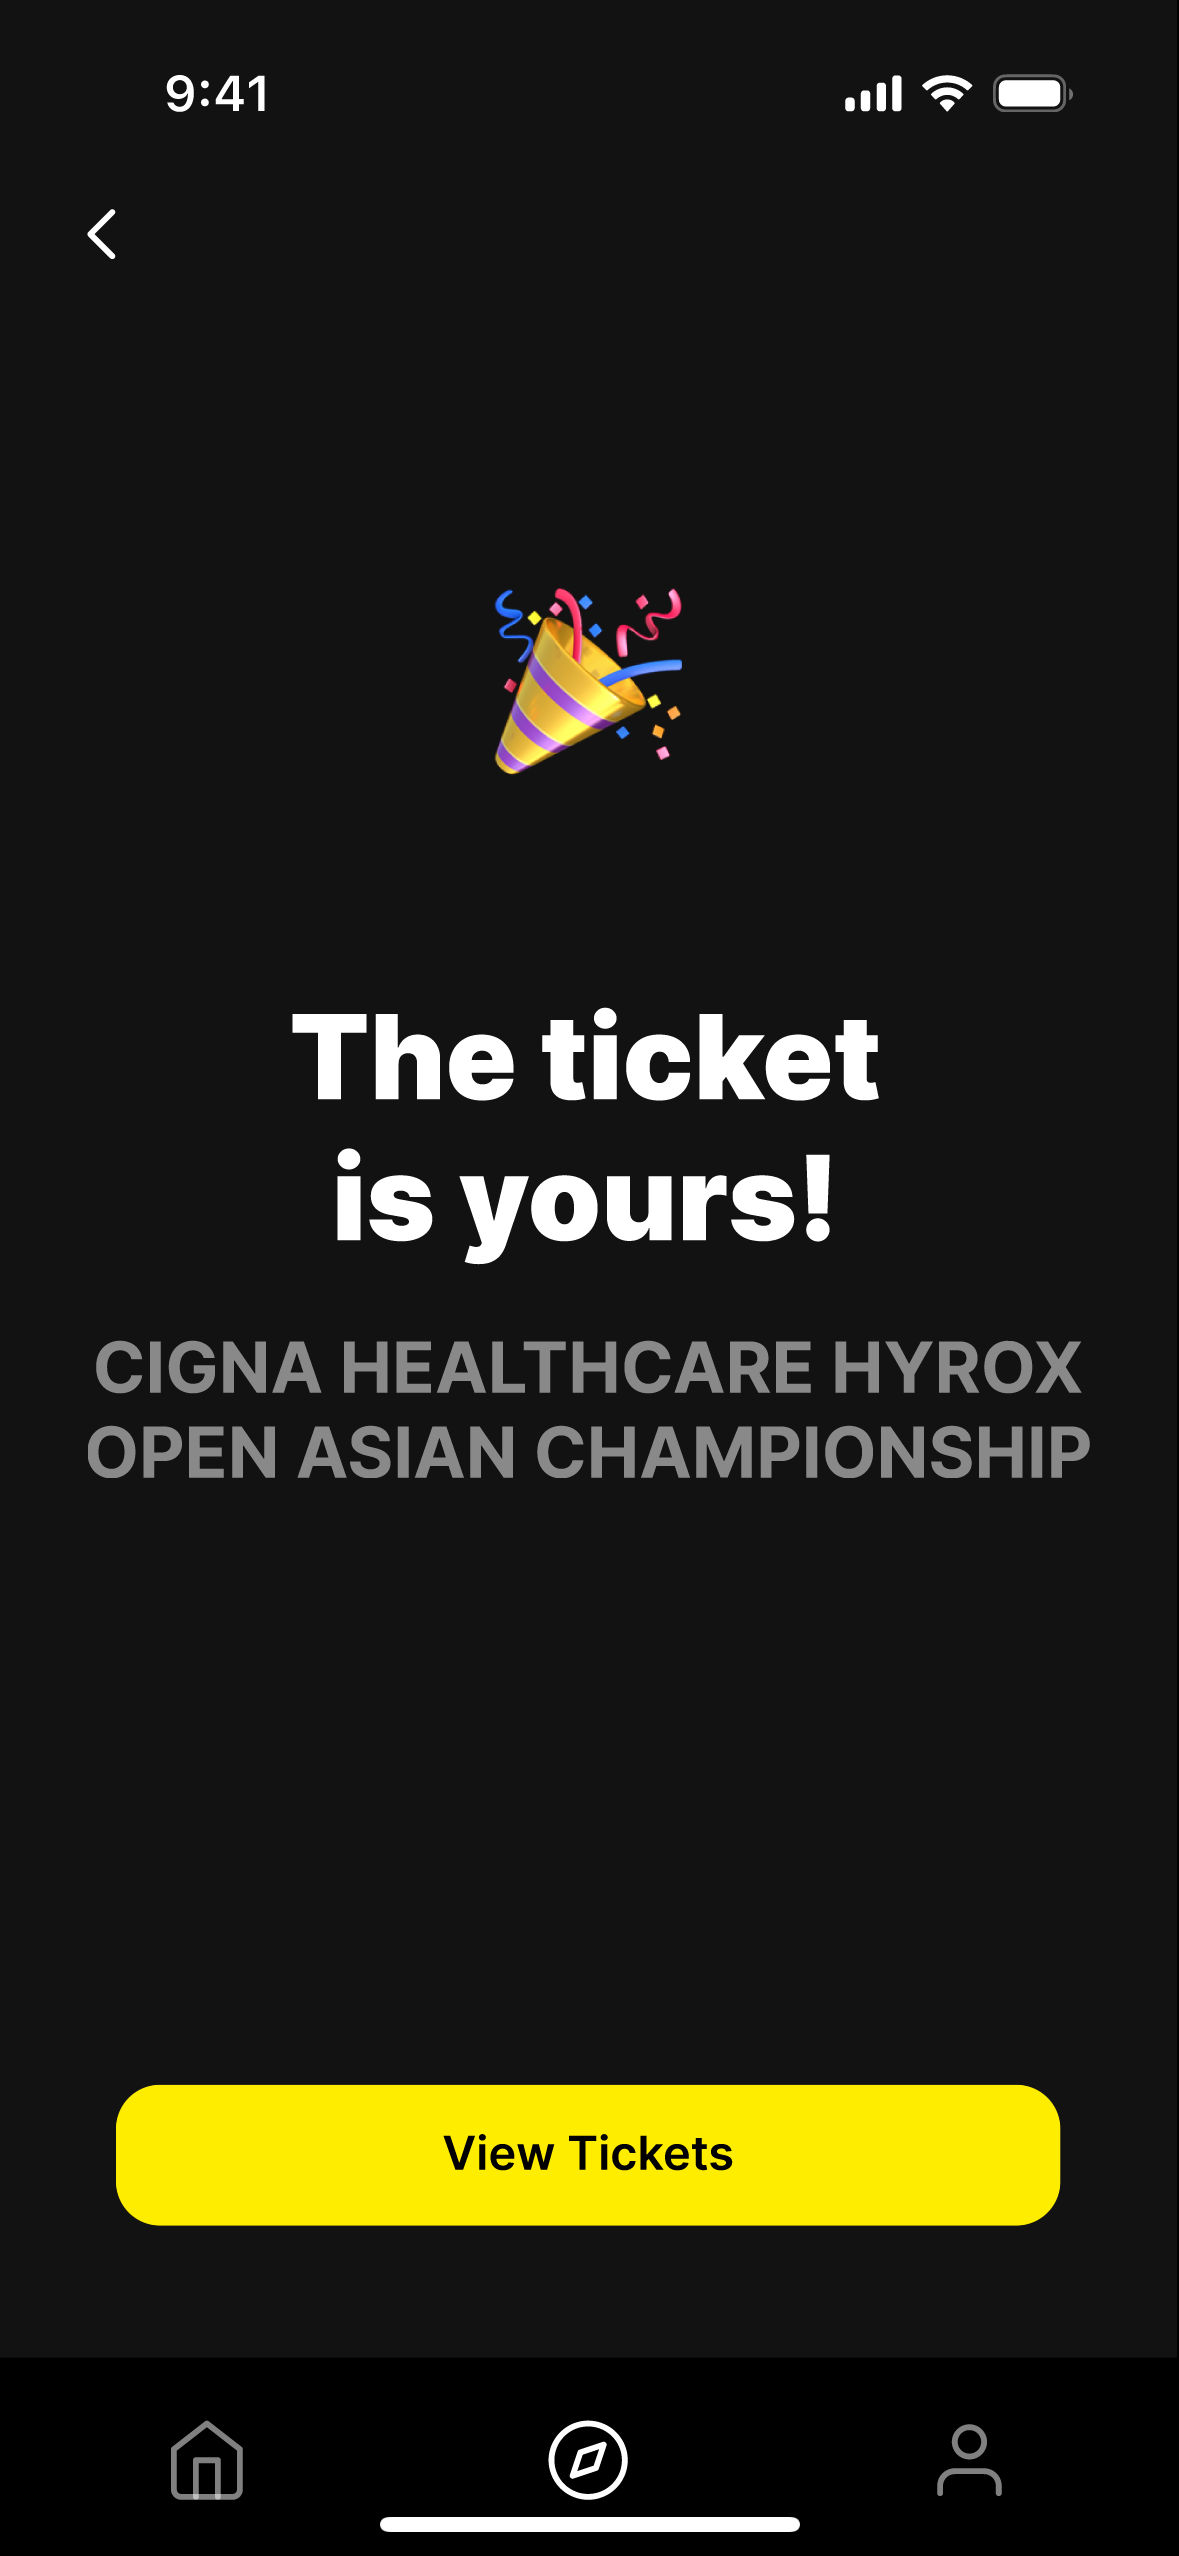 9:41
The ticket
is yours!
CIGNA HEALTHCARE HYROX
OPEN ASIAN CHAMPIONSHIP
View Tickets